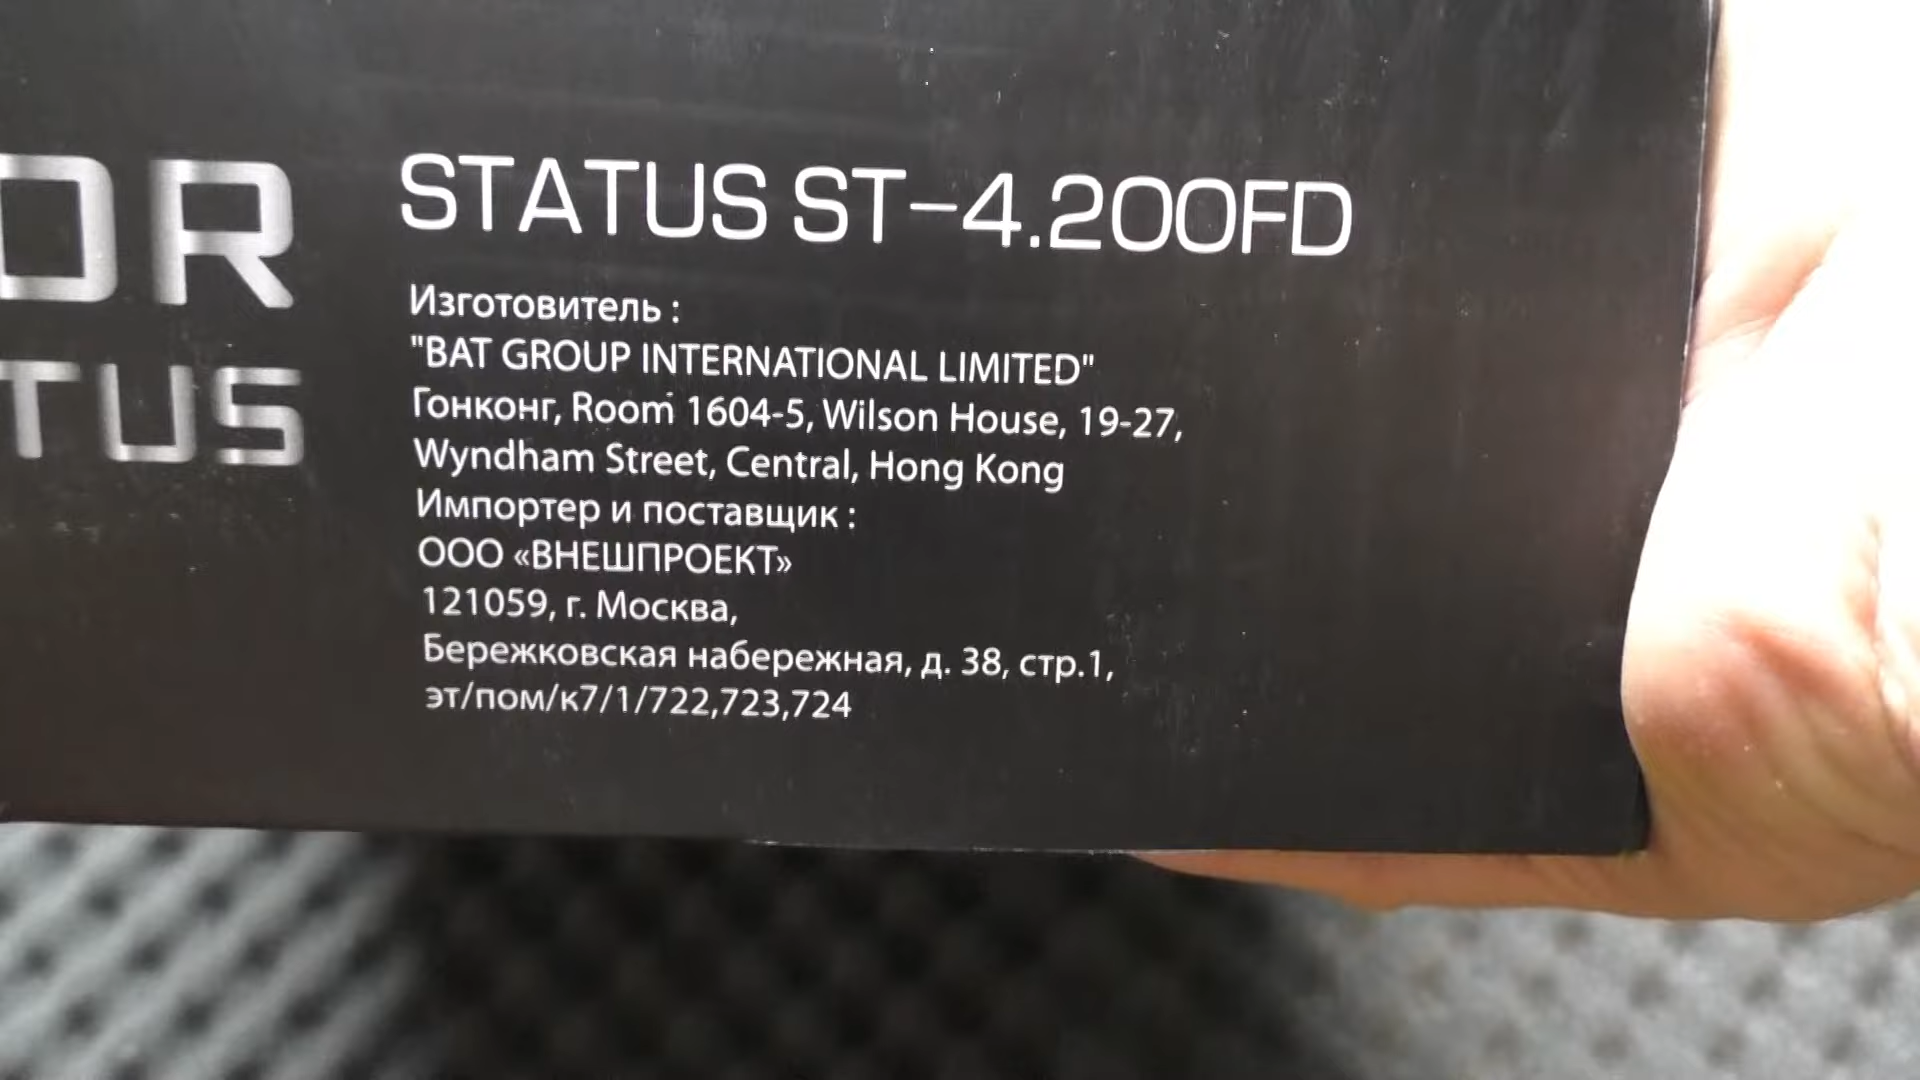 OR
TUS
STATUS ST-4.200FD
Изготовитель :
"BAT GROUP INTERNATIONAL LIMITED"
Гонконг, Room 1604-5, Wilson House, 19-27,
Wyndham Street, Central, Hong Kong
Импортер и поставщик :
ООО «ВНЕШПРОЕКТ»
121059, г. Москва,
Бережковская набережная, д. 38, стр.1,
эт/пом/к7/1/722,723,724